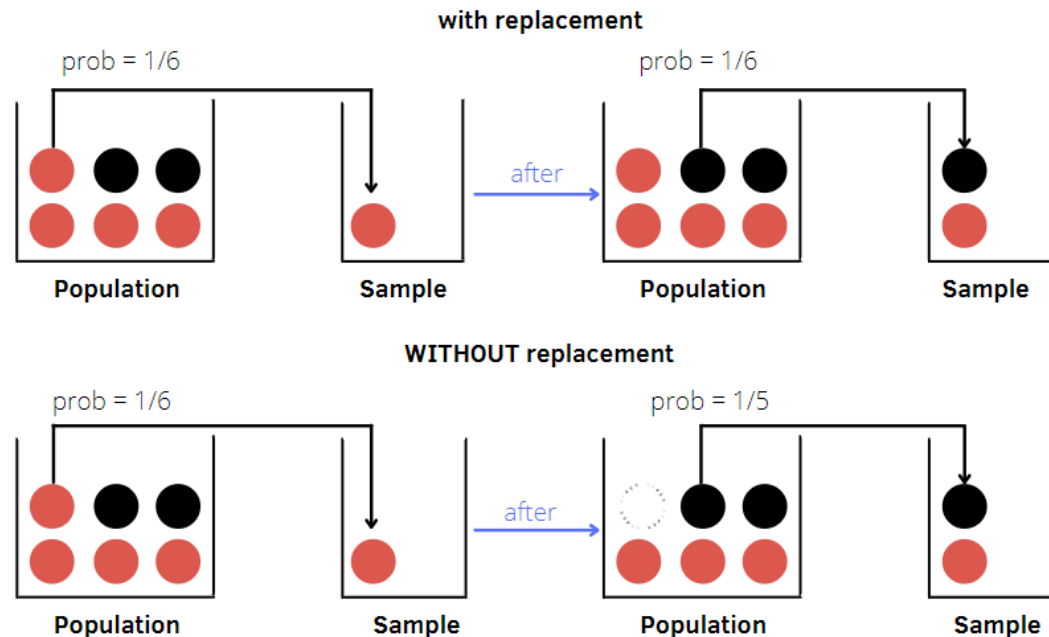 with replacement
prob = 1/6
prob = 1/6
after
Population
Sample
Population
Sample
WITHOUT replacement
prob = 1/6
prob = 1/5
after
Population
Sample
Population
Sample